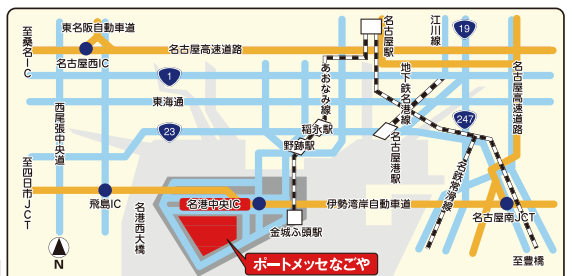 至桑名IC
東名阪自動車道
名古屋西IC
名古屋高速道路
名古屋駅
江川線
19
1
あおなみ線
地下鉄名港線
名古屋高速道路
西尾張中央道
東海通
23
稲永駅
野跡駅
名古屋港駅
247
名鉄常滑線
至四日市JCT
飛島IC
名港西大橋
名港中央IC
伊勢湾岸自動車道
金城ふ頭駅
名古屋南JCT
至豊橋
ポートメッセなごや
N